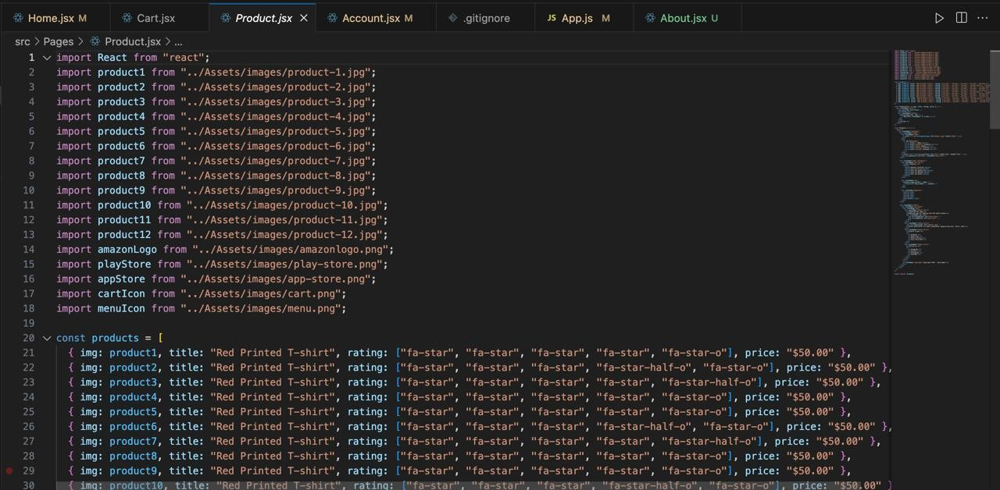 Home.jsx M Cart.jsx Product.jsx Account.jsx M .gitignore JS App.js M About.jsx U
src > Pages > Product.jsx > ...
1 import React from "react";
2 import product1 from "../Assets/images/product-1.jpg";
3 import product2 from "../Assets/images/product-2.jpg";
4 import product3 from "../Assets/images/product-3.jpg";
5 import product4 from "../Assets/images/product-4.jpg";
6 import product5 from "../Assets/images/product-5.jpg";
7 import product6 from "../Assets/images/product-6.jpg";
8 import product7 from "../Assets/images/product-7.jpg";
9 import product8 from "../Assets/images/product-8.jpg";
10 import product9 from "../Assets/images/product-9.jpg";
11 import product10 from "../Assets/images/product-10.jpg";
12 import product11 from "../Assets/images/product-11.jpg";
13 import product12 from "../Assets/images/product-12.jpg";
14 import amazonLogo from "../Assets/images/amazonlogo.png";
15 import playStore from "../Assets/images/play-store.png";
16 import appStore from "../Assets/images/app-store.png";
17 import cartIcon from "../Assets/images/cart.png";
18 import menuIcon from "../Assets/images/menu.png";
19
20 const products = [
21 { img: product1, title: "Red Printed T-shirt", rating: ["fa-star", "fa-star", "fa-star", "fa-star", "fa-star-o"], price: "$50.00" },
22 { img: product2, title: "Red Printed T-shirt", rating: ["fa-star", "fa-star", "fa-star", "fa-star-half-o", "fa-star-o"], price: "$50.00" },
23 { img: product3, title: "Red Printed T-shirt", rating: ["fa-star", "fa-star", "fa-star", "fa-star", "fa-star-half-o"], price: "$50.00" },
24 { img: product4, title: "Red Printed T-shirt", rating: ["fa-star", "fa-star", "fa-star", "fa-star", "fa-star-o"], price: "$50.00" },
25 { img: product5, title: "Red Printed T-shirt", rating: ["fa-star", "fa-star", "fa-star", "fa-star", "fa-star-o"], price: "$50.00" },
26 { img: product6, title: "Red Printed T-shirt", rating: ["fa-star", "fa-star", "fa-star", "fa-star-half-o", "fa-star-o"], price: "$50.00" },
27 { img: product7, title: "Red Printed T-shirt", rating: ["fa-star", "fa-star", "fa-star", "fa-star", "fa-star-half-o"], price: "$50.00" },
28 { img: product8, title: "Red Printed T-shirt", rating: ["fa-star", "fa-star", "fa-star", "fa-star", "fa-star-o"], price: "$50.00" },
29 { img: product9, title: "Red Printed T-shirt", rating: ["fa-star", "fa-star", "fa-star", "fa-star", "fa-star-o"], price: "$50.00" },
30 { img: product10, title: "Red Printed T-shirt", rating: ["fa-star", "fa-star", "fa-star", "fa-star-half-o", "fa-star-o"], price: "$50.00" }